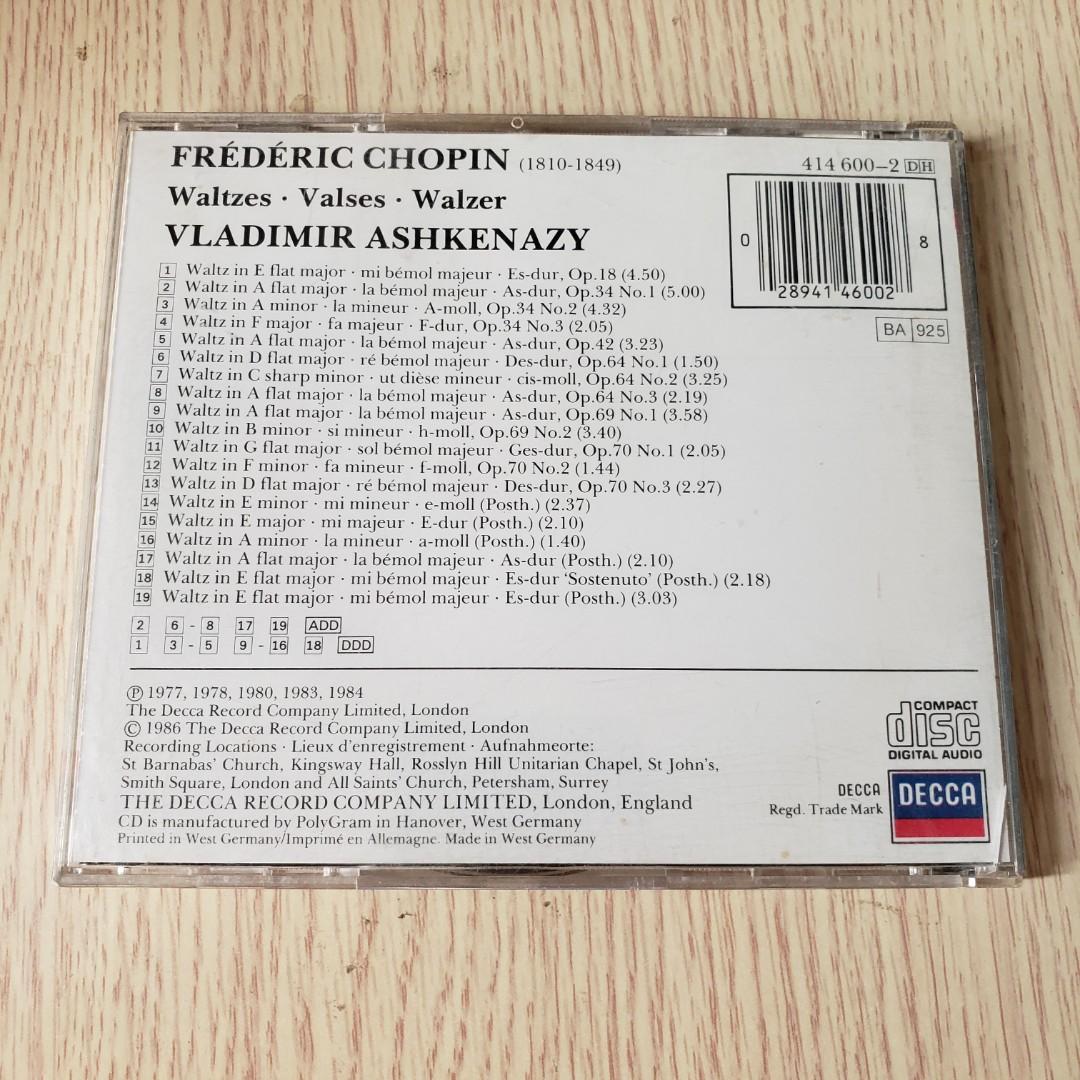 FRÉDÉRIC CHOPIN (1810-1849)
414 600-2 DH
Waltzes · Valses · Walzer
VLADIMIR ASHKENAZY
0 28941 46002 8
BA 925
1 Waltz in E flat major · mi bémol majeur · Es-dur, Op.18 (4.50)
2 Waltz in A flat major · la bémol majeur · As-dur, Op.34 No.1 (5.00)
3 Waltz in A minor · la mineur · A-moll, Op.34 No.2 (4.32)
4 Waltz in F major · fa majeur · F-dur, Op.34 No.3 (2.05)
5 Waltz in A flat major · la bémol majeur · As-dur, Op.42 (3.23)
6 Waltz in D flat major · ré bémol majeur · Des-dur, Op.64 No.1 (1.50)
7 Waltz in C sharp minor · ut dièse mineur · cis-moll, Op.64 No.2 (3.25)
8 Waltz in A flat major · la bémol majeur · As-dur, Op.64 No.3 (2.19)
9 Waltz in A flat major · la bémol majeur · As-dur, Op.69 No.1 (3.58)
10 Waltz in B minor · si mineur · h-moll, Op.69 No.2 (3.40)
11 Waltz in G flat major · sol bémol majeur · Ges-dur, Op.70 No.1 (2.05)
12 Waltz in F minor · fa mineur · f-moll, Op.70 No.2 (1.44)
13 Waltz in D flat major · ré bémol majeur · Des-dur, Op.70 No.3 (2.27)
14 Waltz in E minor · mi mineur · e-moll (Posth.) (2.37)
15 Waltz in E major · mi majeur · E-dur (Posth.) (2.10)
16 Waltz in A minor · la mineur · a-moll (Posth.) (1.40)
17 Waltz in A flat major · la bémol majeur · As-dur (Posth.) (2.10)
18 Waltz in E flat major · mi bémol majeur · Es-dur 'Sostenuto' (Posth.) (2.18)
19 Waltz in E flat major · mi bémol majeur · Es-dur (Posth.) (3.03)
2 6 - 8 17 19 ADD
1 3 - 5 9 - 16 18 DDD
℗ 1977, 1978, 1980, 1983, 1984
The Decca Record Company Limited, London
© 1986 The Decca Record Company Limited, London
Recording Locations · Lieux d'enregistrement · Aufnahmeorte:
St Barnabas' Church, Kingsway Hall, Rosslyn Hill Unitarian Chapel, St John's,
Smith Square, London and All Saints' Church, Petersham, Surrey
THE DECCA RECORD COMPANY LIMITED, London, England
CD is manufactured by PolyGram in Hanover, West Germany
Printed in West Germany/Imprimé en Allemagne. Made in West Germany
COMPACT
disc
DIGITAL AUDIO
DECCA
Regd. Trade Mark
DECCA